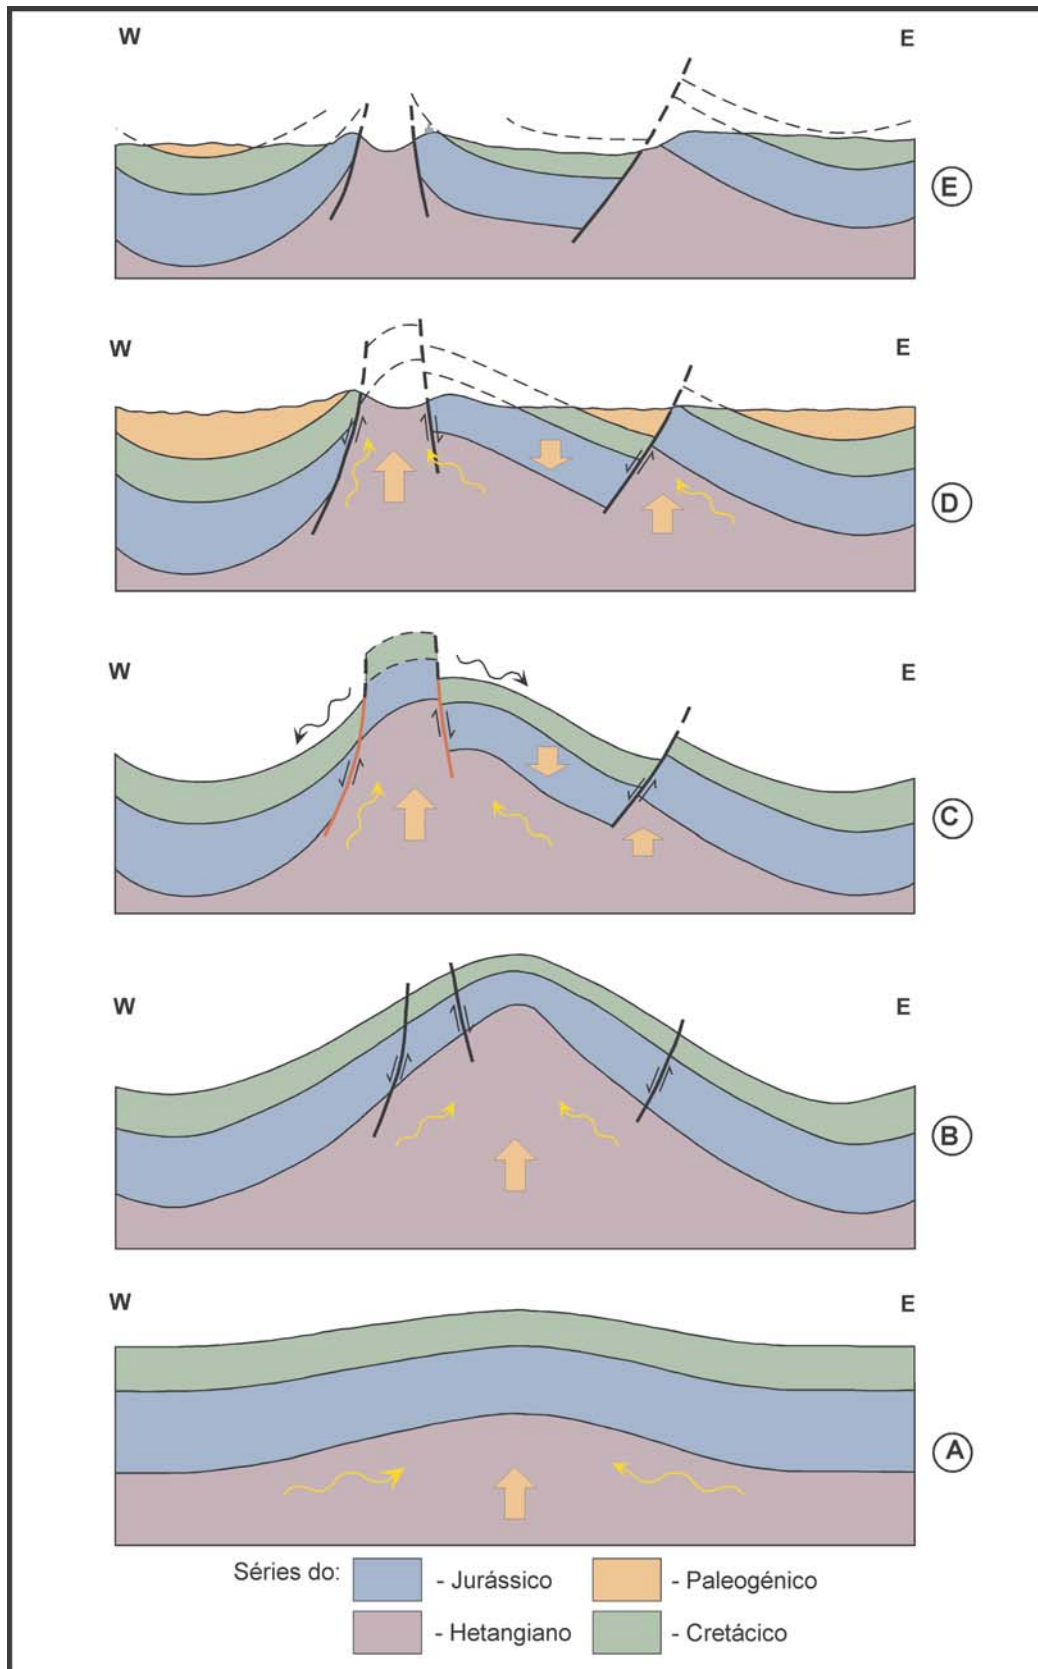 W E
E
W E
D
W E
C
W E
B
W E
A
Séries do: - Jurássico - Paleogénico
- Hetangiano - Cretácico